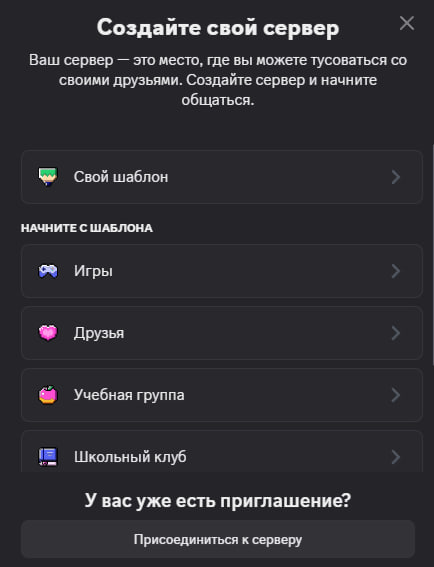 Создайте свой сервер
Ваш сервер — это место, где вы можете тусоваться со
своими друзьями. Создайте сервер и начните
общаться.
Свой шаблон
НАЧНИТЕ С ШАБЛОНА
Игры
Друзья
Учебная группа
Школьный клуб
У вас уже есть приглашение?
Присоединиться к серверу